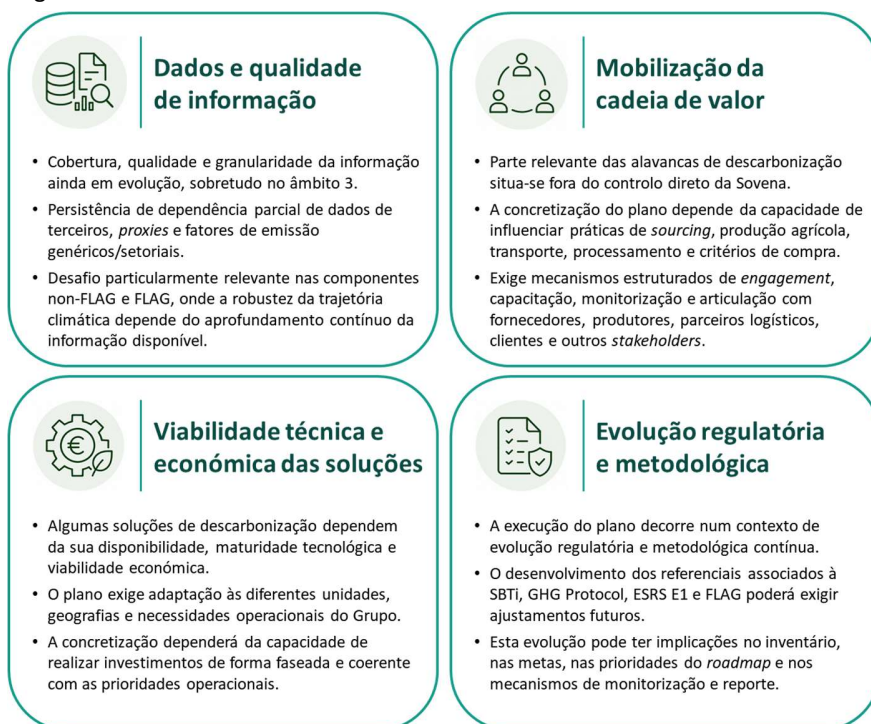 Dados e qualidade
de informação
• Cobertura, qualidade e granularidade da informação
ainda em evolução, sobretudo no âmbito 3.
• Persistência de dependência parcial de dados de
terceiros, proxies e fatores de emissão
genéricos/setoriais.
• Desafio particularmente relevante nas componentes
non-FLAG e FLAG, onde a robustez da trajetória
climática depende do aprofundamento contínuo da
informação disponível.
Mobilização da
cadeia de valor
• Parte relevante das alavancas de descarbonização
situa-se fora do controlo direto da Sovena.
• A concretização do plano depende da capacidade de
influenciar práticas de sourcing, produção agrícola,
transporte, processamento e critérios de compra.
• Exige mecanismos estruturados de engagement,
capacitação, monitorização e articulação com
fornecedores, produtores, parceiros logísticos,
clientes e outros stakeholders.
Viabilidade técnica e
económica das soluções
• Algumas soluções de descarbonização dependem
da sua disponibilidade, maturidade tecnológica e
viabilidade económica.
• O plano exige adaptação às diferentes unidades,
geografias e necessidades operacionais do Grupo.
• A concretização dependerá da capacidade de
realizar investimentos de forma faseada e coerente
com as prioridades operacionais.
Evolução regulatória
e metodológica
• A execução do plano decorre num contexto de
evolução regulatória e metodológica contínua.
• O desenvolvimento dos referenciais associados à
SBTi, GHG Protocol, ESRS E1 e FLAG poderá exigir
ajustamentos futuros.
• Esta evolução pode ter implicações no inventário,
nas metas, nas prioridades do roadmap e nos
mecanismos de monitorização e reporte.